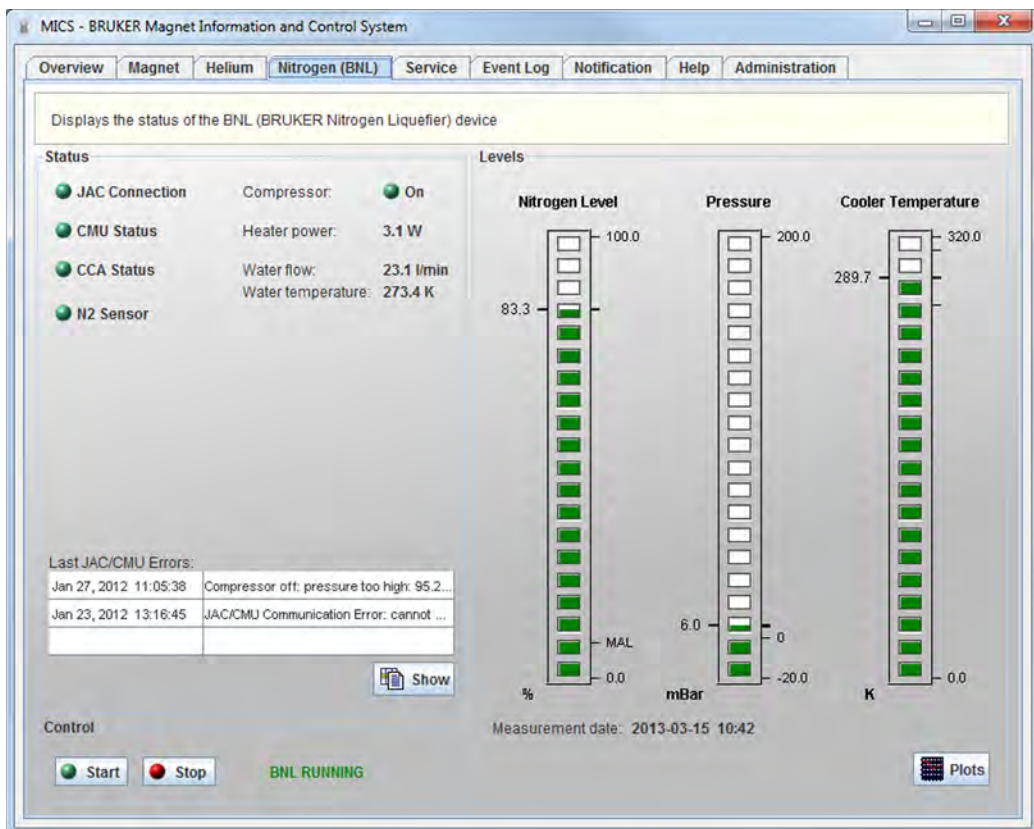 MICS - BRUKER Magnet Information and Control System
Overview Magnet Helium Nitrogen (BNL) Service Event Log Notification Help Administration
Displays the status of the BNL (BRUKER Nitrogen Liquefier) device
Status
JAC Connection Compressor: On
CMU Status Heater power: 3.1 W
CCA Status Water flow: 23.1 l/min
Water temperature: 273.4 K
N2 Sensor
Last JAC/CMU Errors:
Jan 27, 2012 11:05:38 Compressor off: pressure too high: 95.2...
Jan 23, 2012 13:16:45 JAC/CMU Communication Error: cannot ...
Show
Control
Start Stop BNL RUNNING
Levels
Nitrogen Level Pressure Cooler Temperature
100.0 200.0 320.0
289.7
83.3
6.0
0
MAL
0.0 -20.0 0.0
% mBar K
Measurement date: 2013-03-15 10:42
Plots